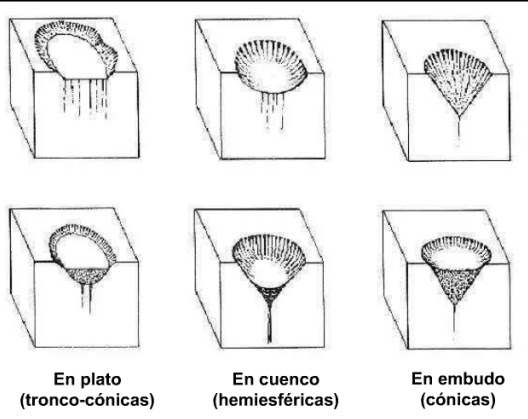 En plato
(tronco-cónicas)
En cuenco
(hemiesféricas)
En embudo
(cónicas)